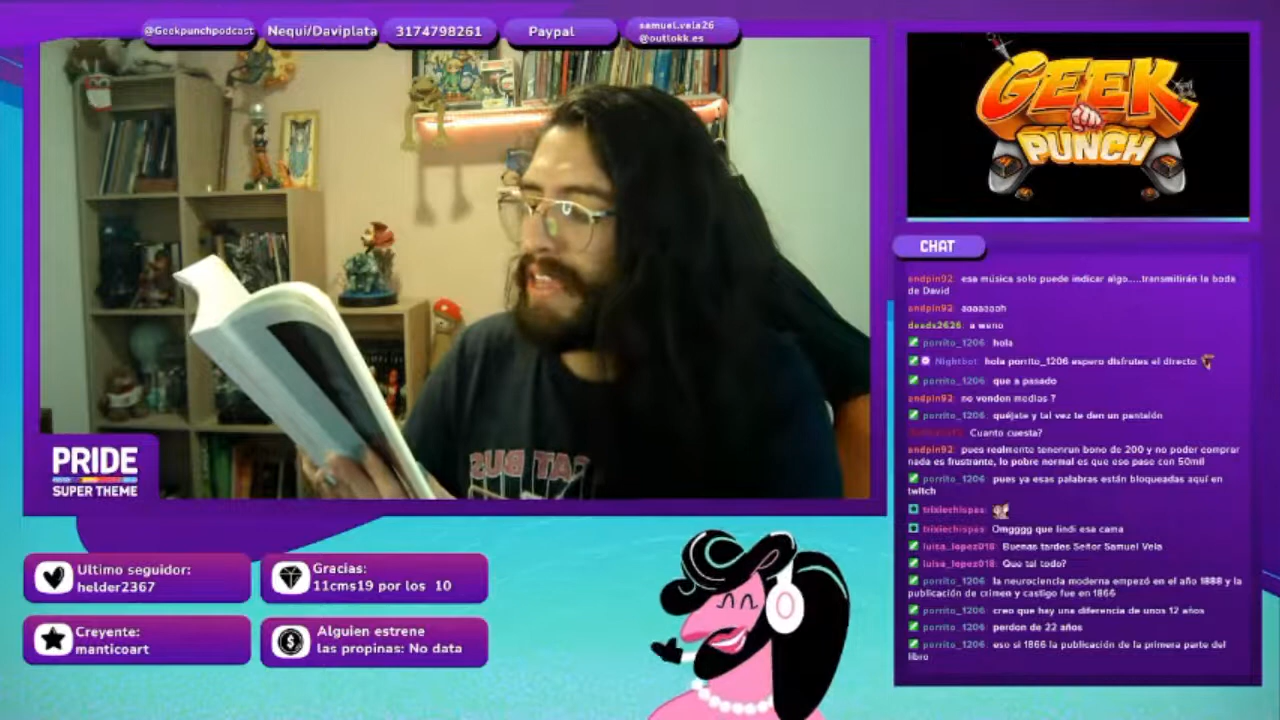 @Geekpunchpodcast
Nequi/Daviplata
3174798261
Paypal
samuel.vela26
@outlokk.es
GEEK
PUNCH
CHAT
andpin92: esa música solo puede indicar algo.....transmitirán la boda
de David
andpin92: aaaaaaah
deadx2626: a weno
porrito_1206: hola
Nightbot: hola porrito_1206 espero disfrutes el directo
porrito_1206: que a pasado
andpin92: no venden medias ?
porrito_1206: quéjate y tal vez te den un pantalón
Cuanto cuesta?
andpin92: pues realmente tenerun bono de 200 y no poder comprar
nada es frustrante, lo pobre normal es que eso pase con 50mil
porrito_1206: pues ya esas palabras están bloqueadas aquí en
twitch
trixiechispas:
trixiechispas: Omgggg que lindi esa cama
luisa_lopez018: Buenas tardes Señor Samuel Vela
luisa_lopez018: Que tal todo?
porrito_1206: la neurociencia moderna empezó en el año 1888 y la
publicación de crimen y castigo fue en 1866
porrito_1206: creo que hay una diferencia de unos 12 años
porrito_1206: perdon de 22 años
porrito_1206: eso si 1866 la publicación de la primera parte del
libro
CAT BUS
PRIDE
SUPER THEME
Ultimo seguidor:
helder2367
Gracias:
11cms19 por los 10
Creyente:
manticoart
Alguien estrene
las propinas: No data